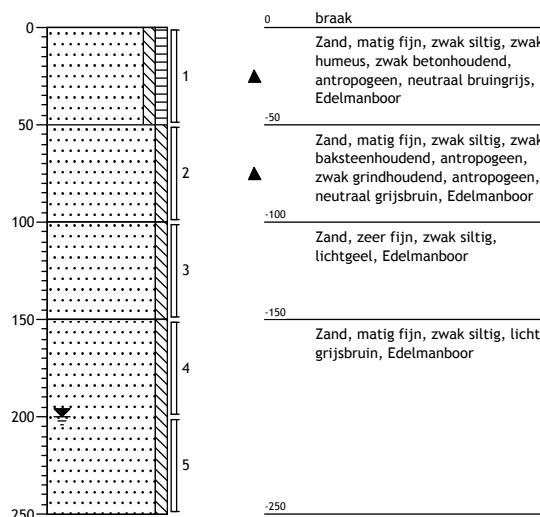 0
50
100
150
200
250
1
2
3
4
5
0 braak
Zand, matig fijn, zwak siltig, zwak
humeus, zwak betonhoudend,
antropogeen, neutraal bruingrijs,
Edelmanboor
-50
Zand, matig fijn, zwak siltig, zwak
baksteenhoudend, antropogeen,
zwak grindhoudend, antropogeen,
neutraal grijsbruin, Edelmanboor
-100
Zand, zeer fijn, zwak siltig,
lichtgeel, Edelmanboor
-150
Zand, matig fijn, zwak siltig, licht
grijsbruin, Edelmanboor
-250